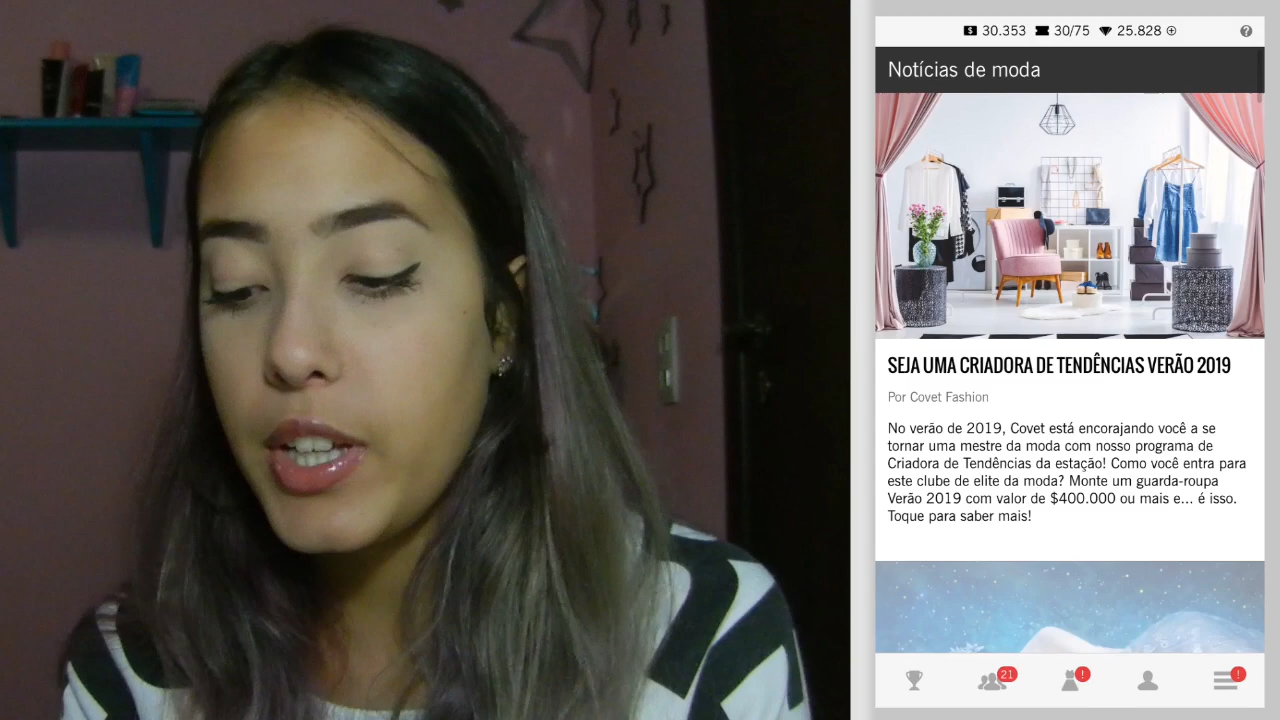 $ 30.353 30/75 25.828
Notícias de moda
SEJA UMA CRIADORA DE TENDÊNCIAS VERÃO 2019
Por Covet Fashion
No verão de 2019, Covet está encorajando você a se
tornar uma mestre da moda com nosso programa de
Criadora de Tendências da estação! Como você entra para
este clube de elite da moda? Monte um guarda-roupa
Verão 2019 com valor de $400.000 ou mais e... é isso.
Toque para saber mais!
21 ! !